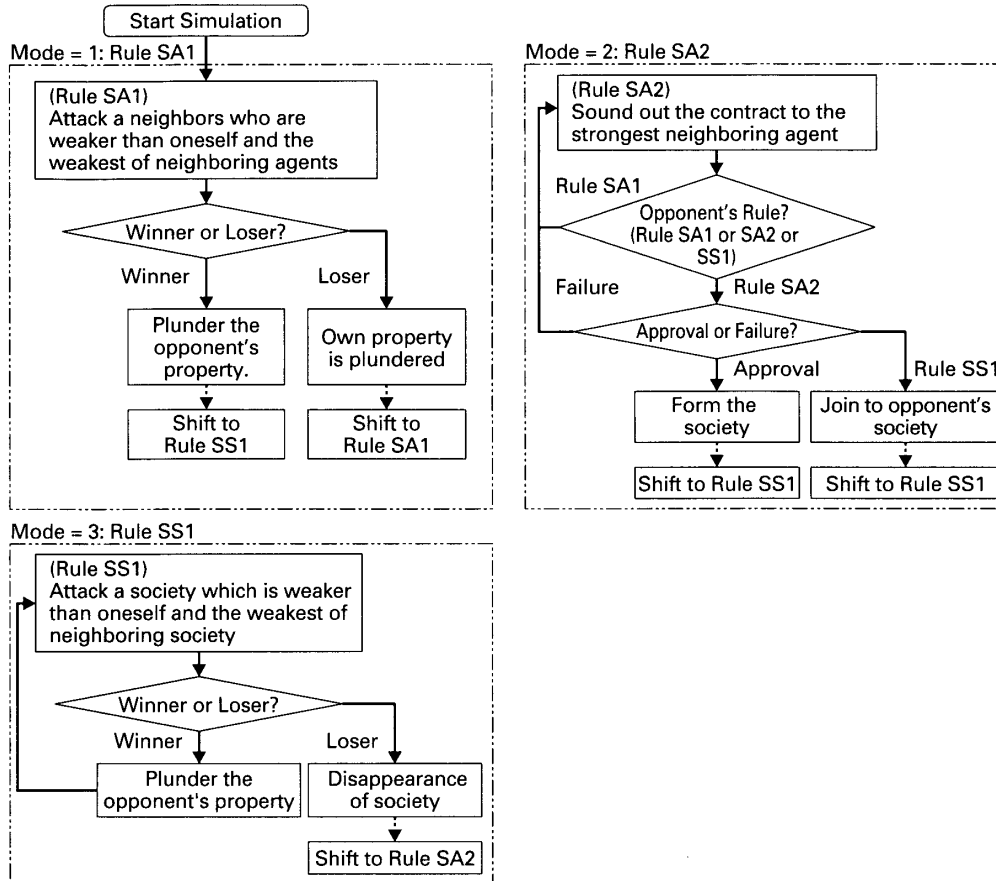 Start Simulation
Mode = 1: Rule SA1
(Rule SA1)
Attack a neighbors who are
weaker than oneself and the
weakest of neighboring agents
Winner or Loser?
Winner
Loser
Plunder the
opponent's
property.
Own property
is plundered
Shift to
Rule SS1
Shift to
Rule SA1
Mode = 2: Rule SA2
(Rule SA2)
Sound out the contract to the
strongest neighboring agent
Rule SA1
Opponent's Rule?
(Rule SA1 or SA2 or
SS1)
Failure
Rule SA2
Approval or Failure?
Approval
Rule SS1
Form the
society
Join to opponent's
society
Shift to Rule SS1
Shift to Rule SS1
Mode = 3: Rule SS1
(Rule SS1)
Attack a society which is weaker
than oneself and the weakest of
neighboring society
Winner or Loser?
Winner
Loser
Plunder the
opponent's property
Disappearance
of society
Shift to Rule SA2